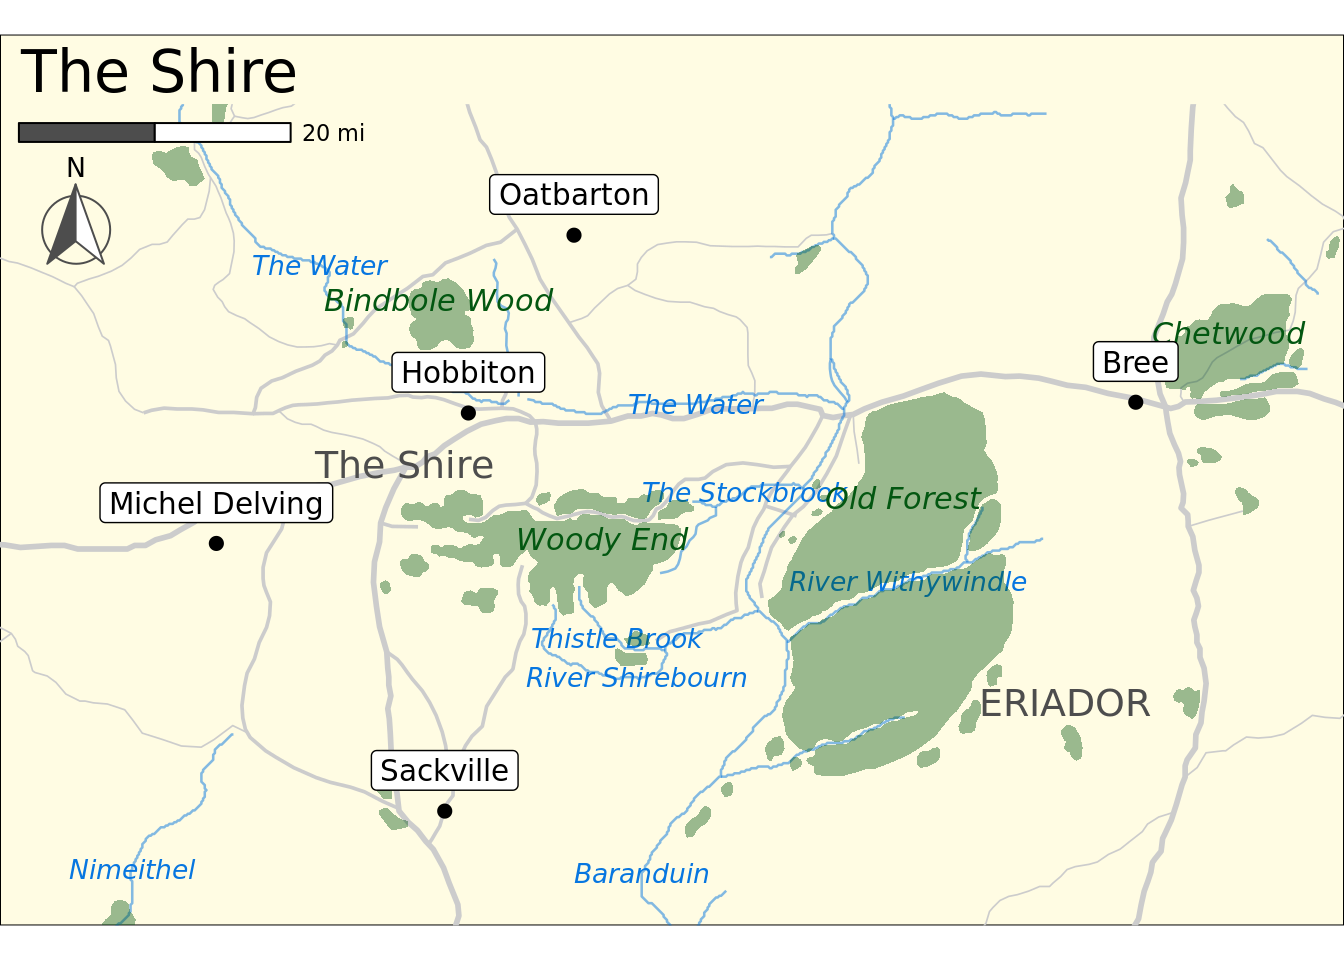 The Shire
20 mi
N
Oatbarton
The Water
Bindbole Wood
Chetwood
Bree
Hobbiton
The Water
The Shire
The Stockbrook
Old Forest
Michel Delving
Woody End
River Withywindle
Thistle Brook
River Shirebourn
ERIADOR
Sackville
Nimeithel
Baranduin